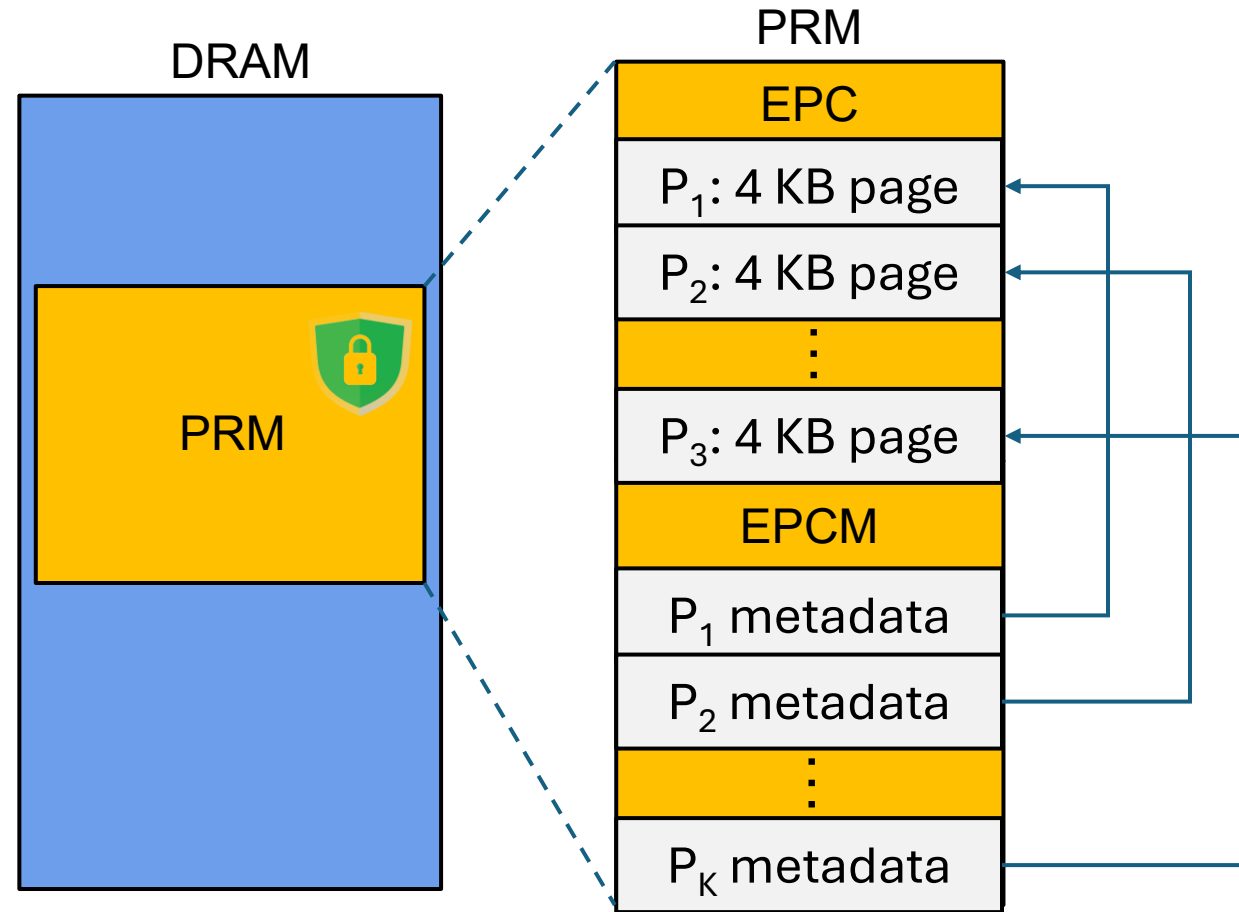 DRAM
PRM
PRM
EPC
P₁: 4 KB page
P₂: 4 KB page
⋮
P₃: 4 KB page
EPCM
P₁ metadata
P₂ metadata
⋮
P_K metadata